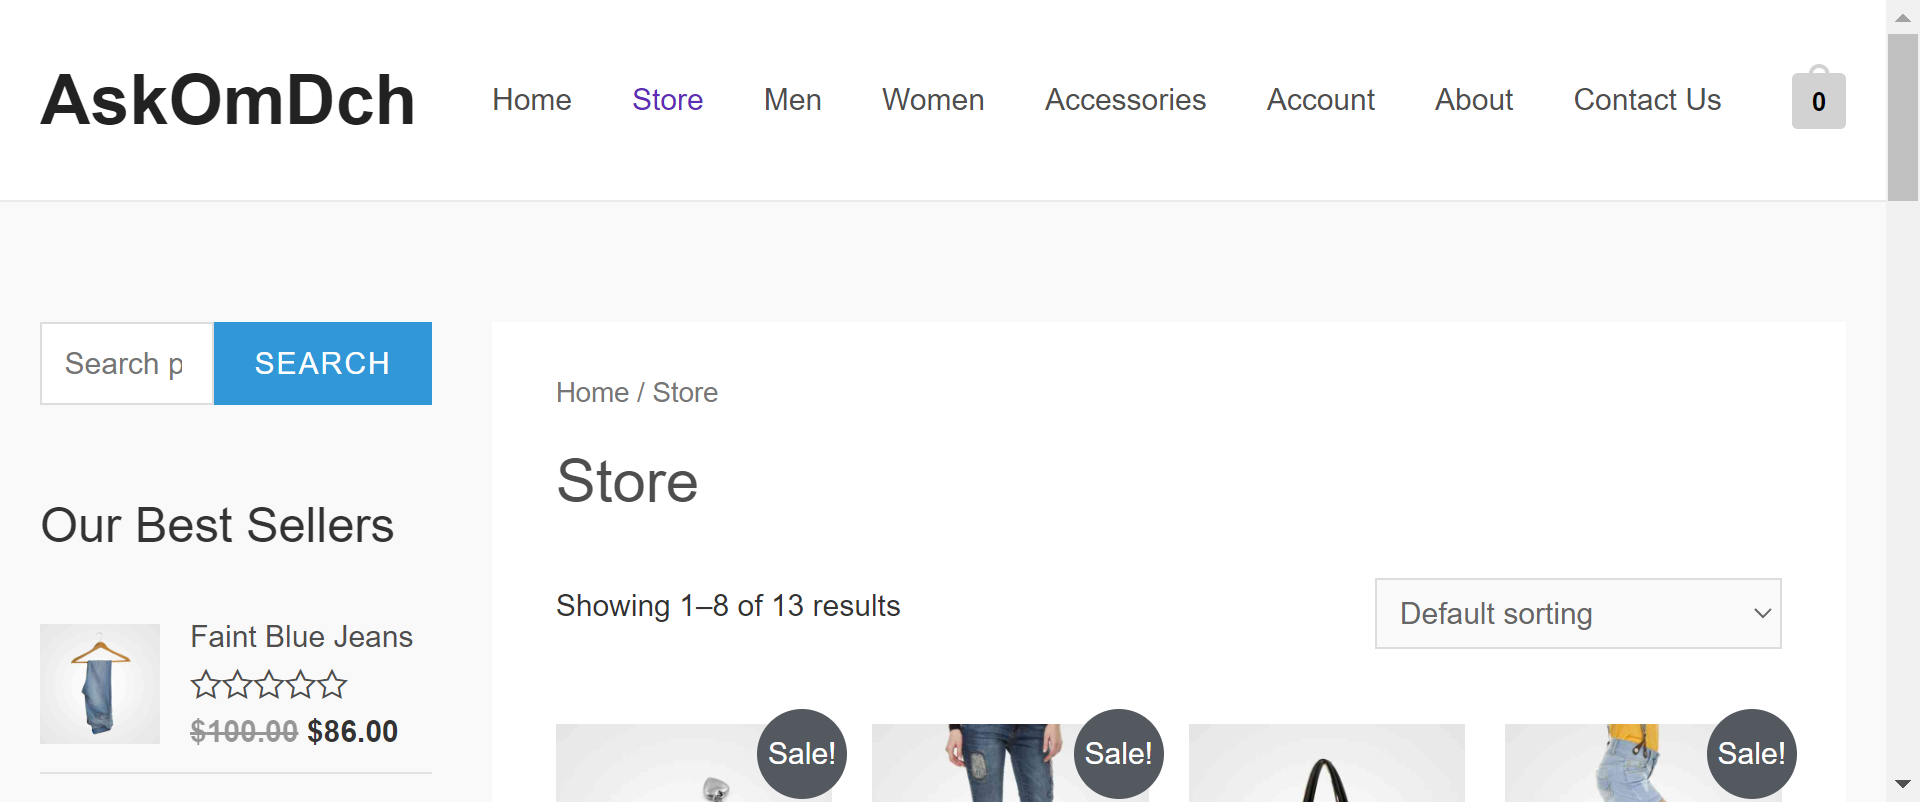 AskOmDch
Home
Store
Men
Women
Accessories
Account
About
Contact Us
0
Search p
SEARCH
Our Best Sellers
Faint Blue Jeans
$100.00 $86.00
Home / Store
Store
Showing 1–8 of 13 results
Default sorting
Sale!
Sale!
Sale!